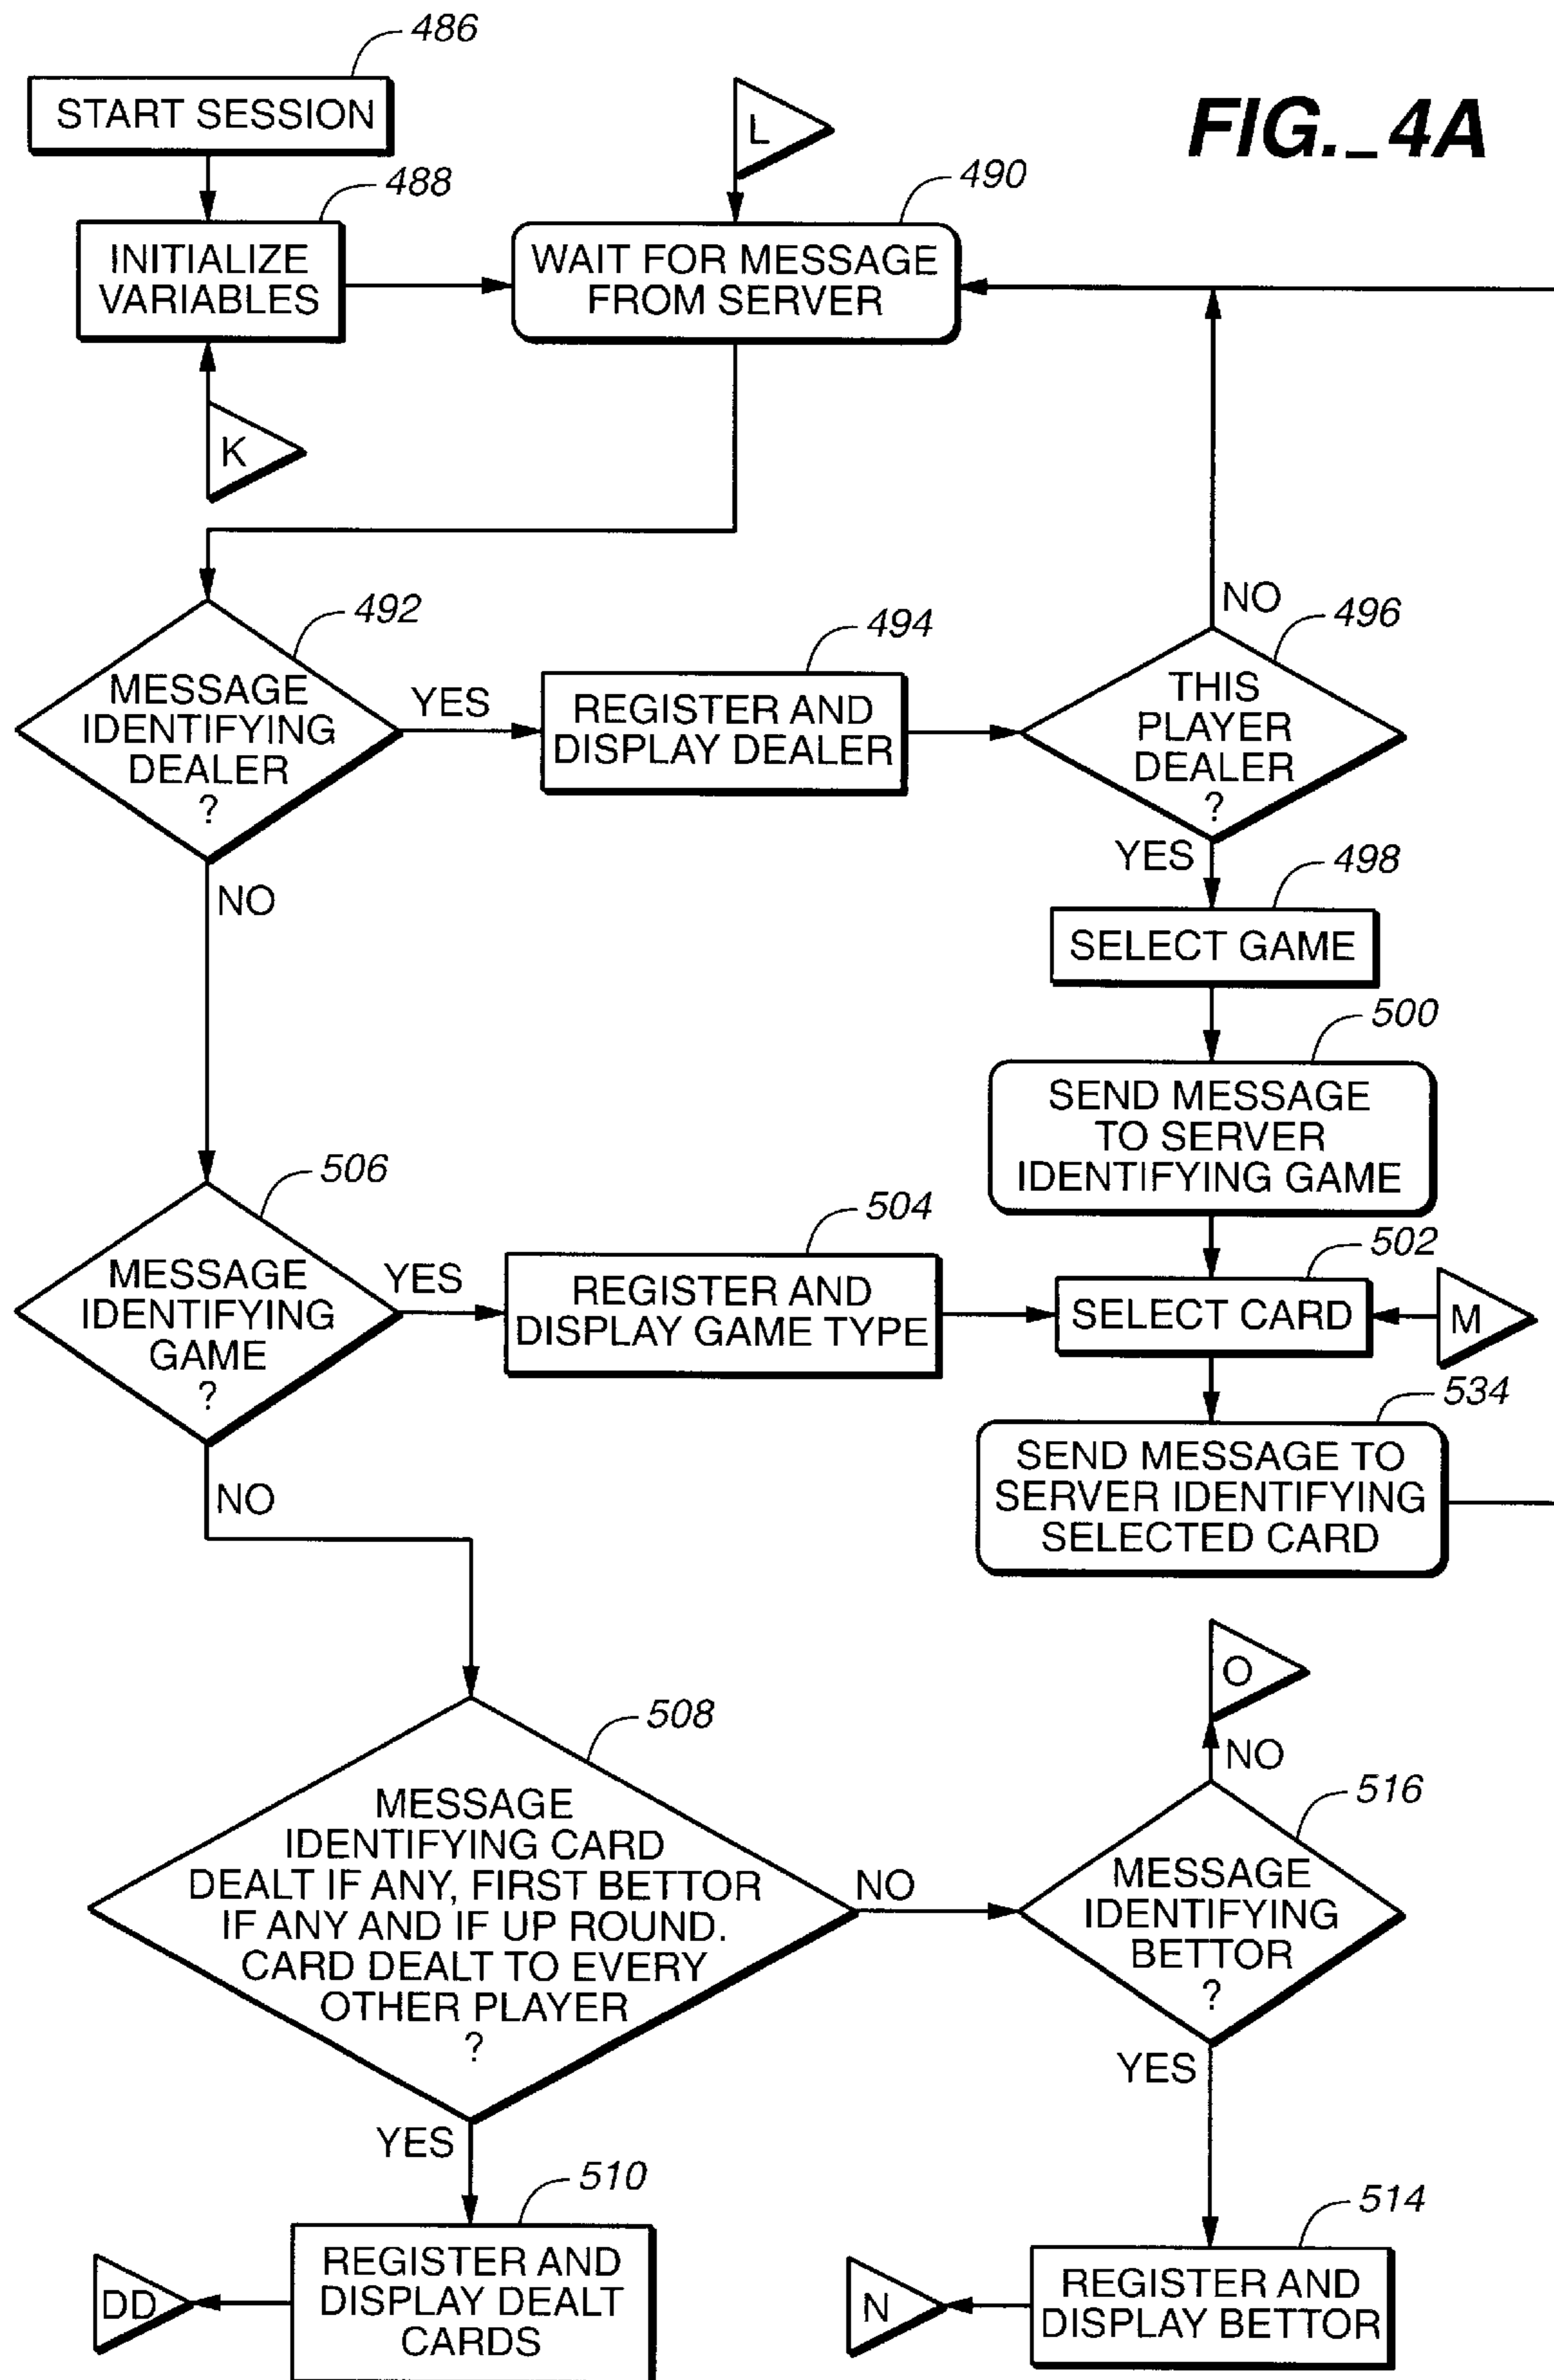 486
START SESSION
L
FIG._4A
488
490
INITIALIZE
VARIABLES
WAIT FOR MESSAGE
FROM SERVER
K
492
494
NO
496
MESSAGE
IDENTIFYING
DEALER
?
YES
REGISTER AND
DISPLAY DEALER
THIS
PLAYER
DEALER
?
NO
YES
498
SELECT GAME
500
SEND MESSAGE
TO SERVER
IDENTIFYING GAME
506
504
502
MESSAGE
IDENTIFYING
GAME
?
YES
REGISTER AND
DISPLAY GAME TYPE
SELECT CARD
M
534
NO
SEND MESSAGE TO
SERVER IDENTIFYING
SELECTED CARD
O
NO
508
516
MESSAGE
IDENTIFYING CARD
DEALT IF ANY, FIRST BETTOR
IF ANY AND IF UP ROUND.
CARD DEALT TO EVERY
OTHER PLAYER
?
NO
MESSAGE
IDENTIFYING
BETTOR
?
YES
YES
510
514
DD
REGISTER AND
DISPLAY DEALT
CARDS
N
REGISTER AND
DISPLAY BETTOR